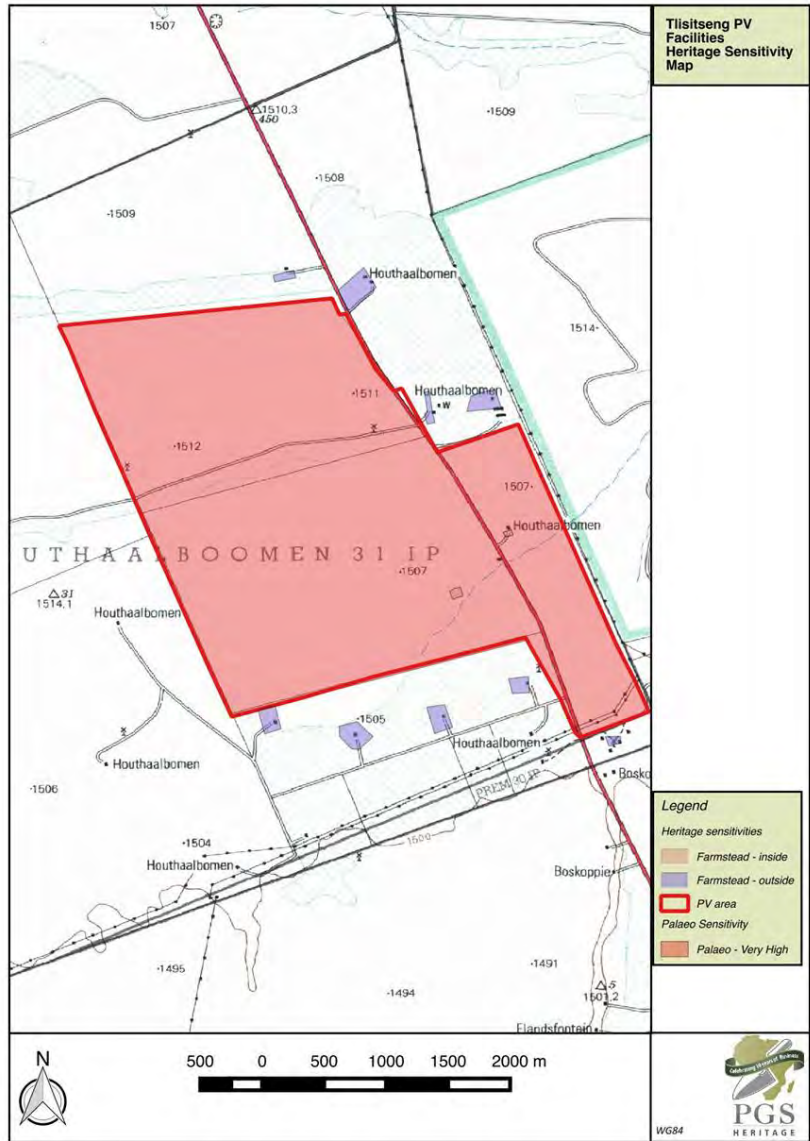 Tlisitseng PV
Facilities
Heritage Sensitivity
Map
1507
1510,3
450
1509
1508
1509
Houthaalbomen
1514
1511
Houthaalbomen
W
1512
1507
Houthaalbomen
UTHAALBOOMEN 31 IP
1507
31
1514,1
Houthaalbomen
1505
Houthaalbomen
Houthaalbomen
Bosko
1506
PREM 30 IP
1504
1500
Houthaalbomen
Boskoppie
1495
1491
1494
5
1501,2
Elandsfontein
Legend
Heritage sensitivities
Farmstead - inside
Farmstead - outside
PV area
Palaeo Sensitivity
Palaeo - Very High
N
500 0 500 1000 1500 2000 m
PGS
HERITAGE
WG84